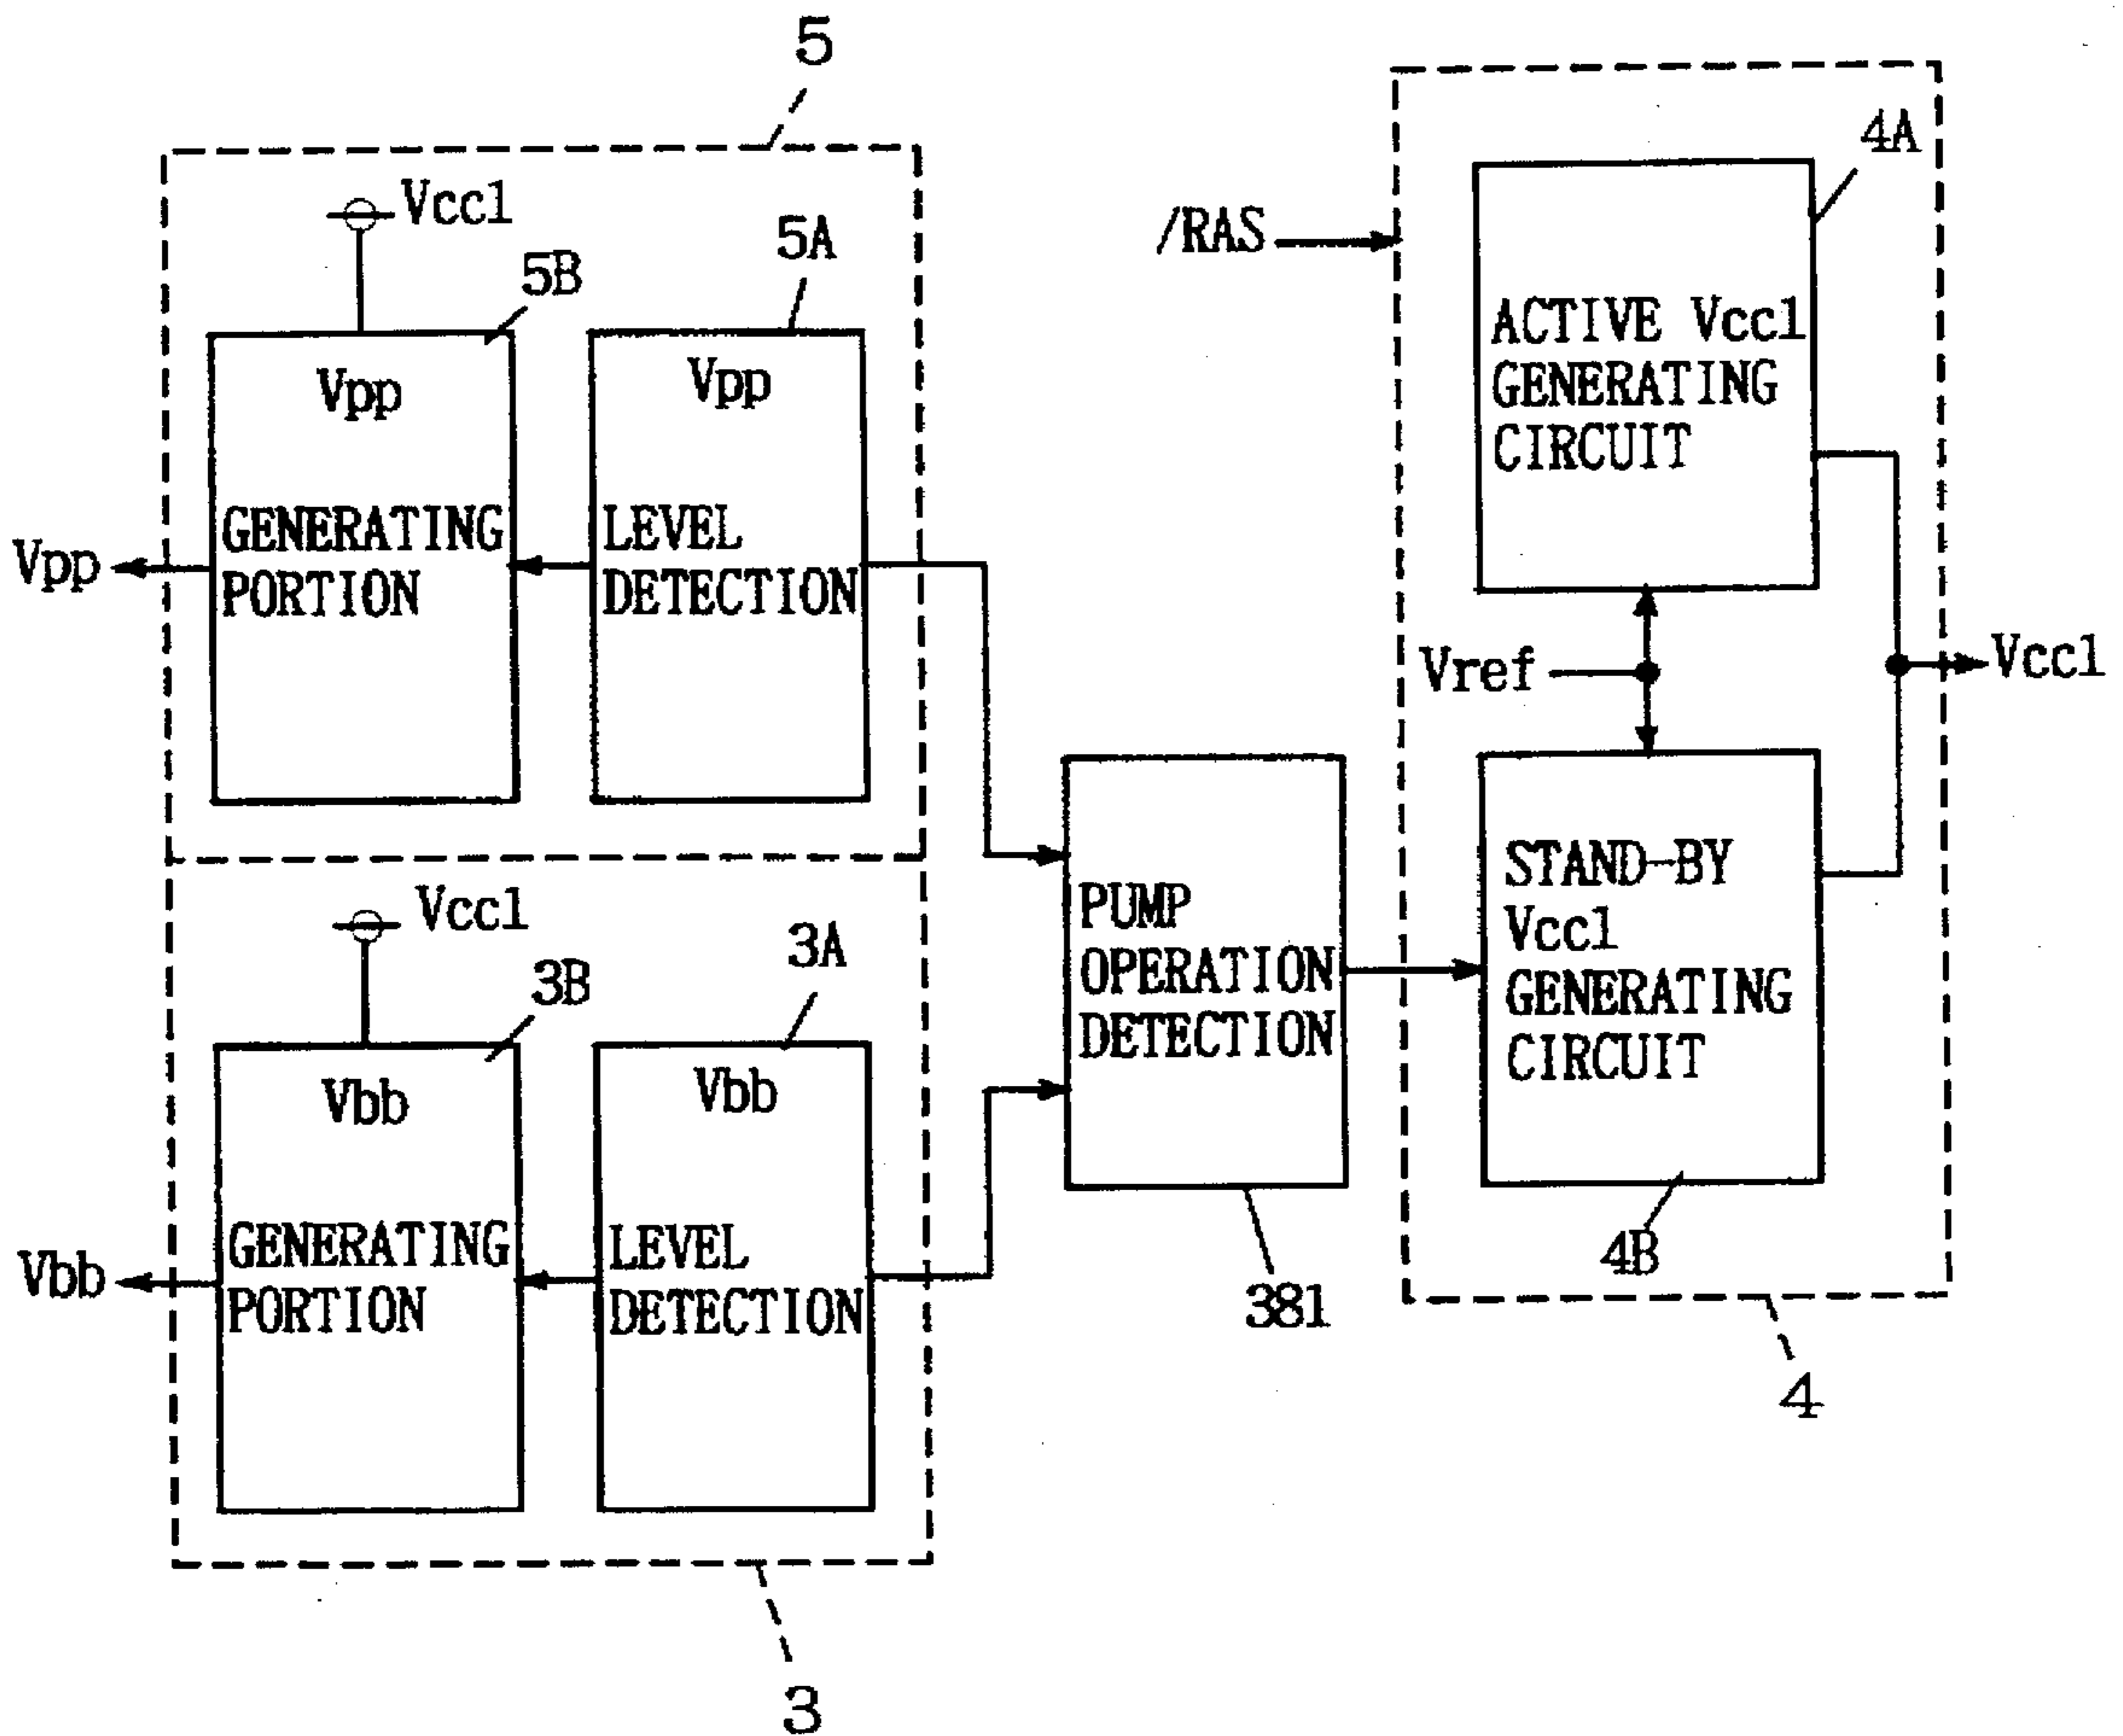 5
Vcc1
5B
5A
Vpp
GENERATING
PORTION
Vpp
LEVEL
DETECTION
Vpp
Vcc1
3B
3A
Vbb
GENERATING
PORTION
Vbb
LEVEL
DETECTION
Vbb
3
PUMP
OPERATION
DETECTION
381
/RAS
4A
ACTIVE Vcc1
GENERATING
CIRCUIT
Vref
Vcc1
STAND-BY
Vcc1
GENERATING
CIRCUIT
4B
4